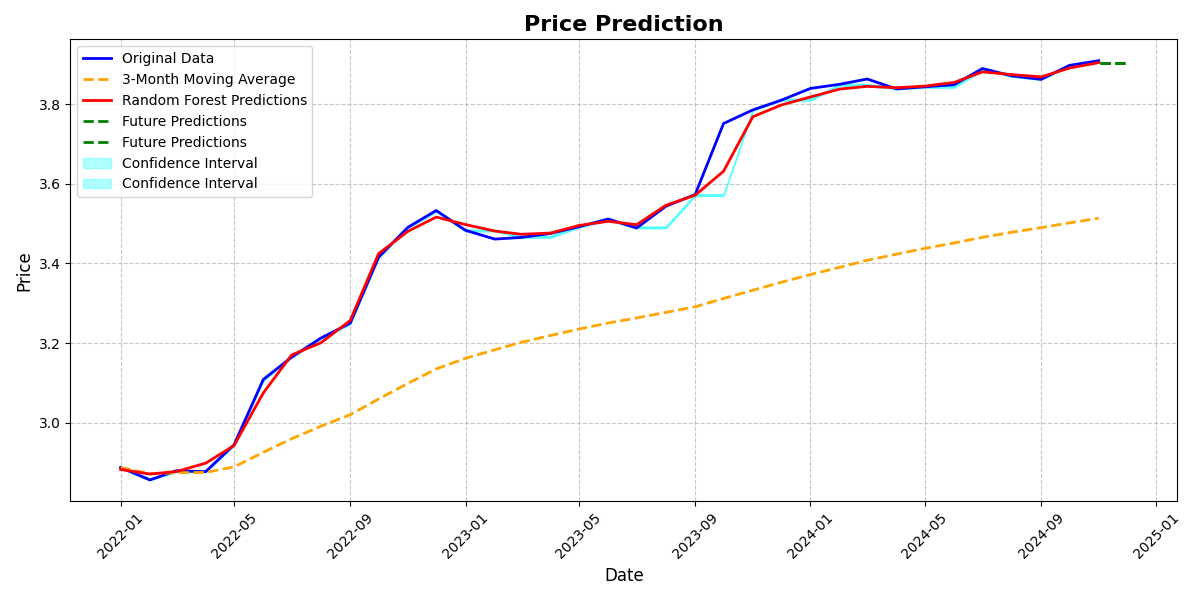 Price Prediction
Original Data
3-Month Moving Average
Random Forest Predictions
Future Predictions
Future Predictions
Confidence Interval
Confidence Interval
Price
3.8
3.6
3.4
3.2
3.0
2022-01
2022-05
2022-09
2023-01
2023-05
2023-09
2024-01
2024-05
2024-09
2025-01
Date